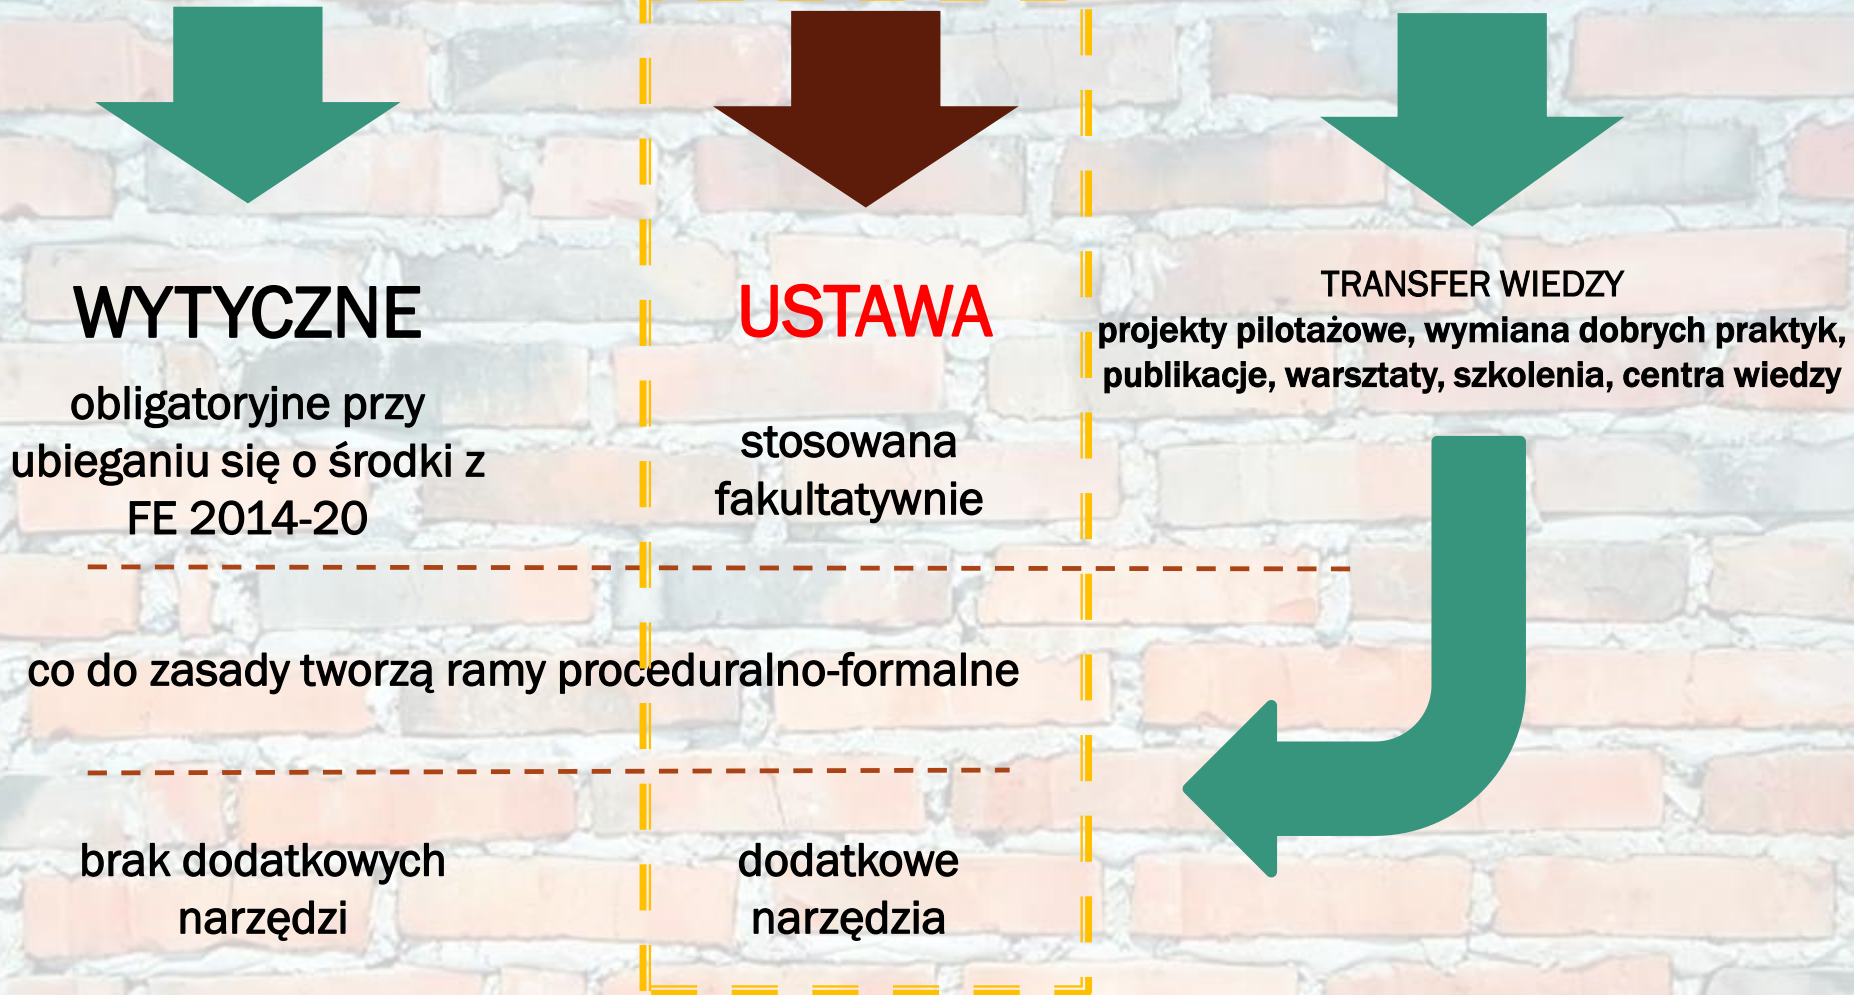 WYTYCZNE
obligatoryjne przy
ubieganiu się o środki z
FE 2014-20
USTAWA
stosowana
fakultatywnie
TRANSFER WIEDZY
projekty pilotażowe, wymiana dobrych praktyk,
publikacje, warsztaty, szkolenia, centra wiedzy
co do zasady tworzą ramy proceduralno-formalne
brak dodatkowych
narzędzi
dodatkowe
narzędzia